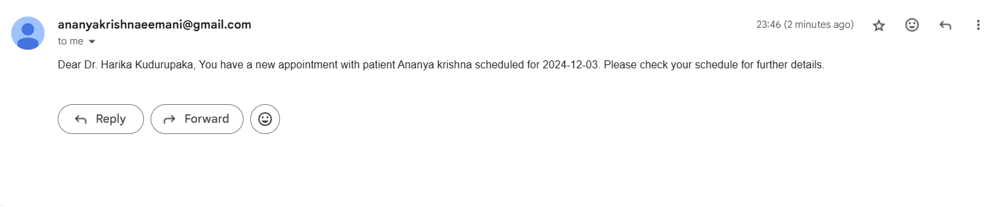 ananyakrishnaeemani@gmail.com 23:46 (2 minutes ago)
to me
Dear Dr. Harika Kudurupaka, You have a new appointment with patient Ananya krishna scheduled for 2024-12-03. Please check your schedule for further details.
Reply Forward